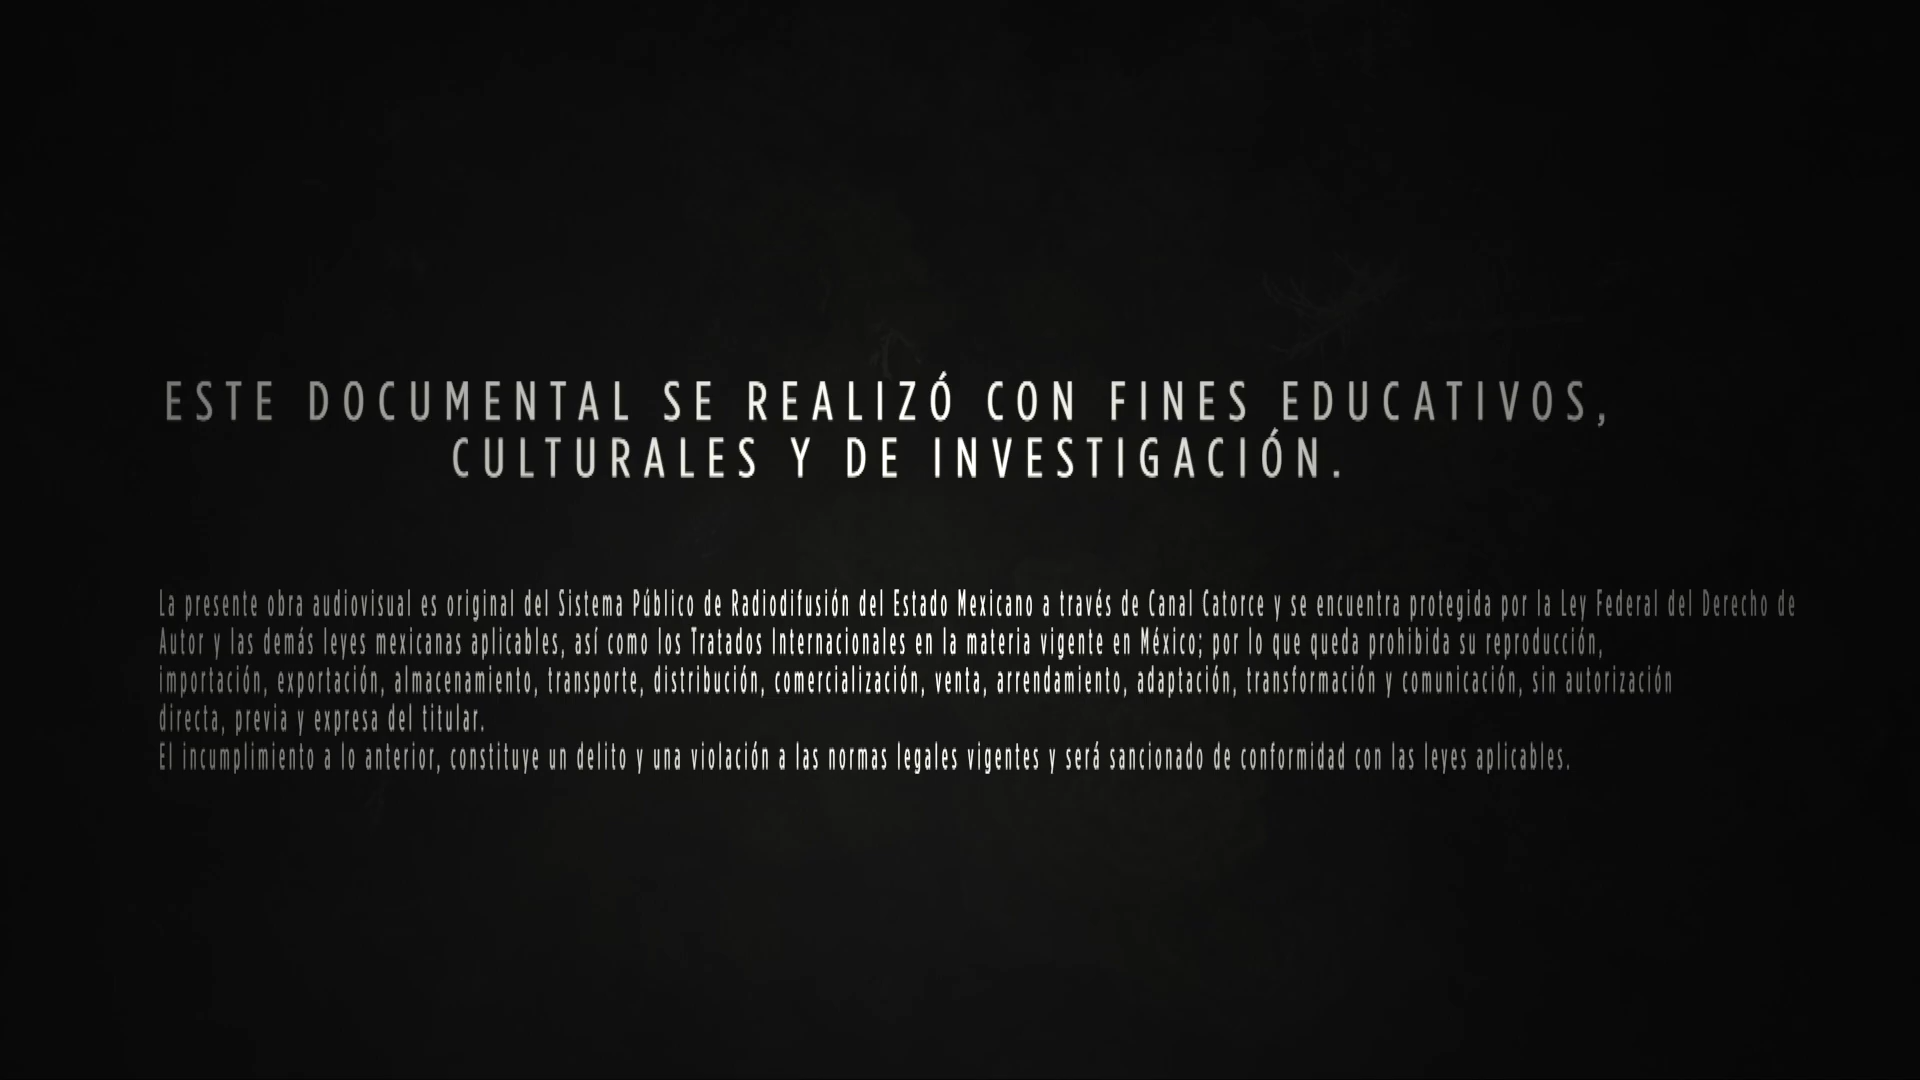 ESTE DOCUMENTAL SE REALIZÓ CON FINES EDUCATIVOS,
CULTURALES Y DE INVESTIGACIÓN.
La presente obra audiovisual es original del Sistema Público de Radiodifusión del Estado Mexicano a través de Canal Catorce y se encuentra protegida por la Ley Federal del Derecho de
Autor y las demás leyes mexicanas aplicables, así como los Tratados Internacionales en la materia vigente en México; por lo que queda prohibida su reproducción,
importación, exportación, almacenamiento, transporte, distribución, comercialización, venta, arrendamiento, adaptación, transformación y comunicación, sin autorización
directa, previa y expresa del titular.
El incumplimiento a lo anterior, constituye un delito y una violación a las normas legales vigentes y será sancionado de conformidad con las leyes aplicables.